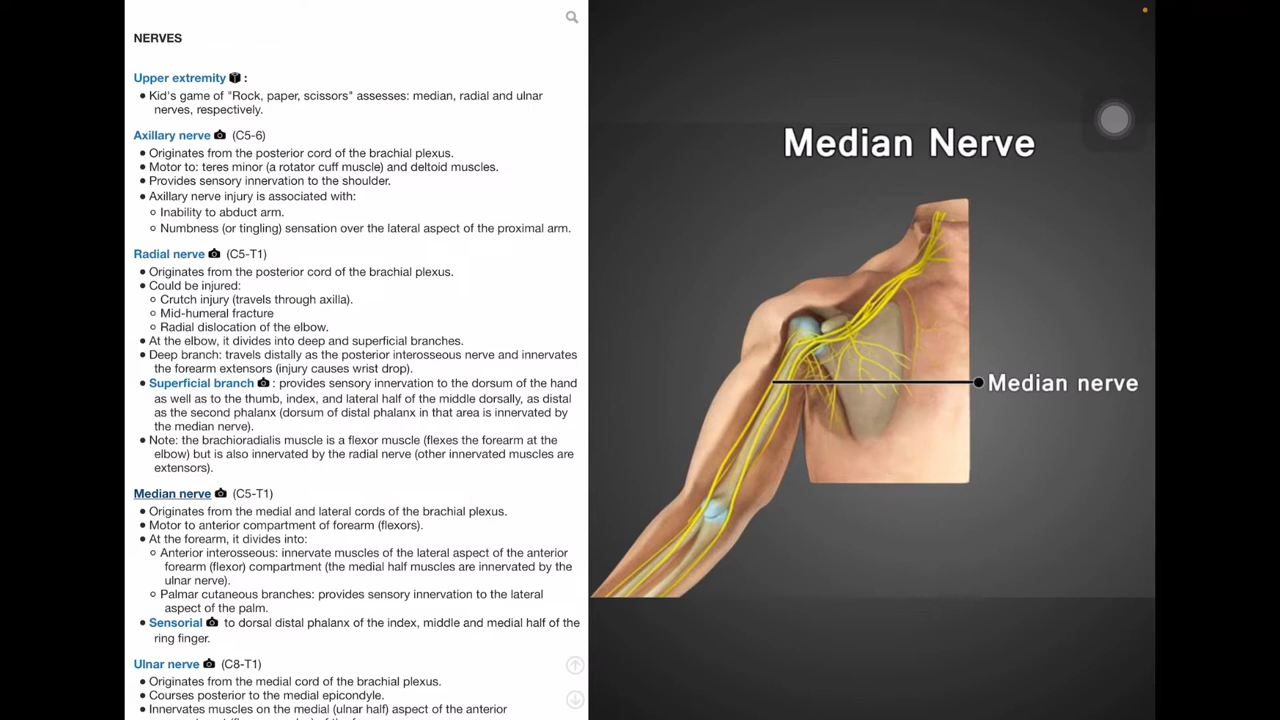 NERVES
Upper extremity :
• Kid's game of "Rock, paper, scissors" assesses: median, radial and ulnar
nerves, respectively.
Axillary nerve (C5-6)
• Originates from the posterior cord of the brachial plexus.
• Motor to: teres minor (a rotator cuff muscle) and deltoid muscles.
• Provides sensory innervation to the shoulder.
• Axillary nerve injury is associated with:
○ Inability to abduct arm.
○ Numbness (or tingling) sensation over the lateral aspect of the proximal arm.
Radial nerve (C5-T1)
• Originates from the posterior cord of the brachial plexus.
• Could be injured:
○ Crutch injury (travels through axilla).
○ Mid-humeral fracture
○ Radial dislocation of the elbow.
• At the elbow, it divides into deep and superficial branches.
• Deep branch: travels distally as the posterior interosseous nerve and innervates
the forearm extensors (injury causes wrist drop).
• Superficial branch : provides sensory innervation to the dorsum of the hand
as well as to the thumb, index, and lateral half of the middle dorsally, as distal
as the second phalanx (dorsum of distal phalanx in that area is innervated by
the median nerve).
• Note: the brachioradialis muscle is a flexor muscle (flexes the forearm at the
elbow) but is also innervated by the radial nerve (other innervated muscles are
extensors).
Median nerve (C5-T1)
• Originates from the medial and lateral cords of the brachial plexus.
• Motor to anterior compartment of forearm (flexors).
• At the forearm, it divides into:
○ Anterior interosseous: innervate muscles of the lateral aspect of the anterior
forearm (flexor) compartment (the medial half muscles are innervated by the
ulnar nerve).
○ Palmar cutaneous branches: provides sensory innervation to the lateral
aspect of the palm.
• Sensorial to dorsal distal phalanx of the index, middle and medial half of the
ring finger.
Ulnar nerve (C8-T1)
• Originates from the medial cord of the brachial plexus.
• Courses posterior to the medial epicondyle.
• Innervates muscles on the medial (ulnar half) aspect of the anterior
Median Nerve
Median nerve